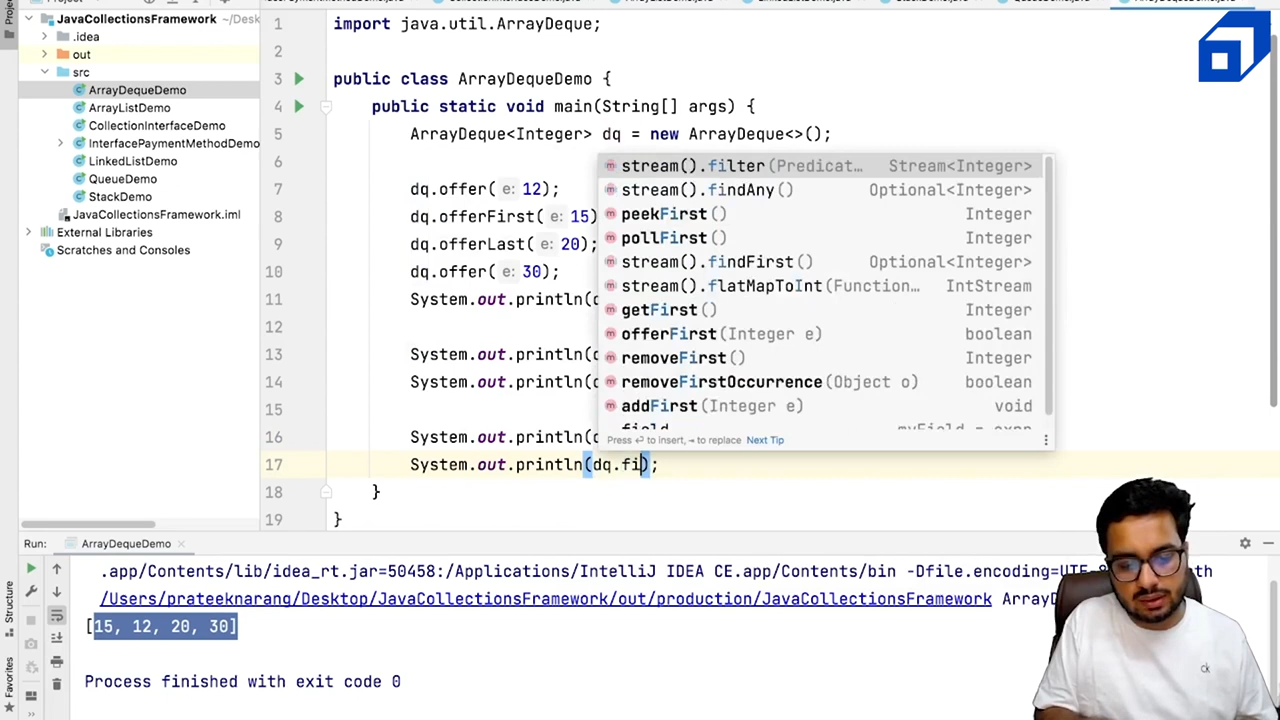 JavaCollectionsFramework ~/Desk
.idea
out
src
ArrayDequeDemo
ArrayListDemo
CollectionInterfaceDemo
InterfacePaymentMethodDemo
LinkedListDemo
QueueDemo
StackDemo
JavaCollectionsFramework.iml
External Libraries
Scratches and Consoles
1 import java.util.ArrayDeque;
2
3 public class ArrayDequeDemo {
4 public static void main(String[] args) {
5 ArrayDeque<Integer> dq = new ArrayDeque<>();
6
7 dq.offer( e: 12);
8 dq.offerFirst( e: 15)
9 dq.offerLast( e: 20);
10 dq.offer( e: 30);
11 System.out.println(d
12
13 System.out.println(d
14 System.out.println(d
15
16 System.out.println(d
17 System.out.println(dq.fi);
18 }
19 }
stream().filter(Predicat… Stream<Integer>
stream().findAny() Optional<Integer>
peekFirst() Integer
pollFirst() Integer
stream().findFirst() Optional<Integer>
stream().flatMapToInt(Function… IntStream
getFirst() Integer
offerFirst(Integer e) boolean
removeFirst() Integer
removeFirstOccurrence(Object o) boolean
addFirst(Integer e) void
field myField = expr
Press ⏎ to insert, → to replace Next Tip
Run: ArrayDequeDemo
.app/Contents/lib/idea_rt.jar=50458:/Applications/IntelliJ IDEA CE.app/Contents/bin -Dfile.encoding=UTF-8
/Users/prateeknarang/Desktop/JavaCollectionsFramework/out/production/JavaCollectionsFramework ArrayD
[15, 12, 20, 30]
Process finished with exit code 0
Structure
Favorites